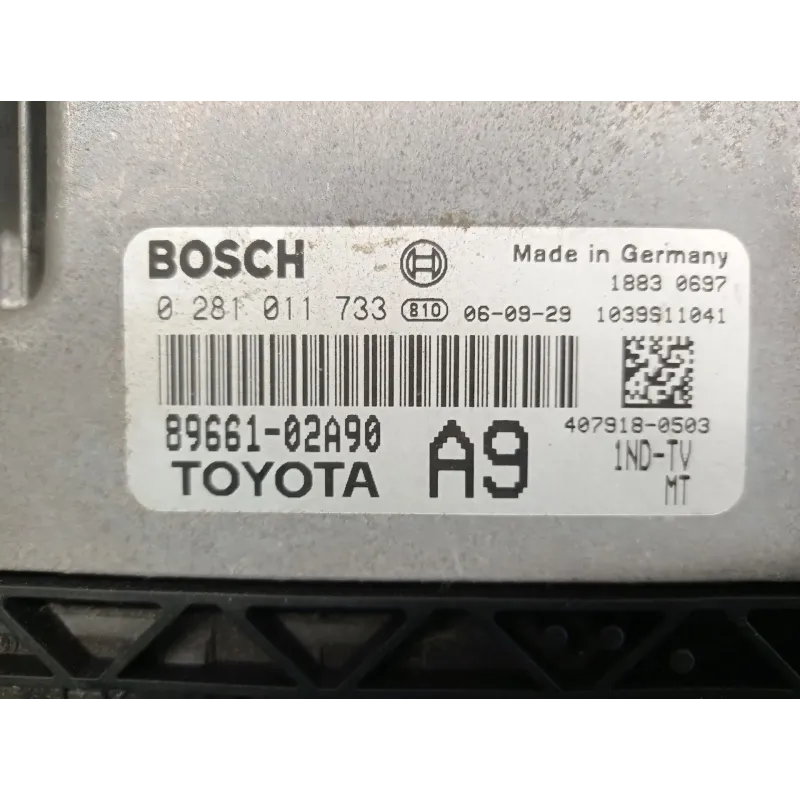 BOSCH Made in Germany
1883 0697
0 281 011 733 810 06-09-29 1039S11041
89661-02A90 A9 407918-0503
TOYOTA 1ND-TV
MT